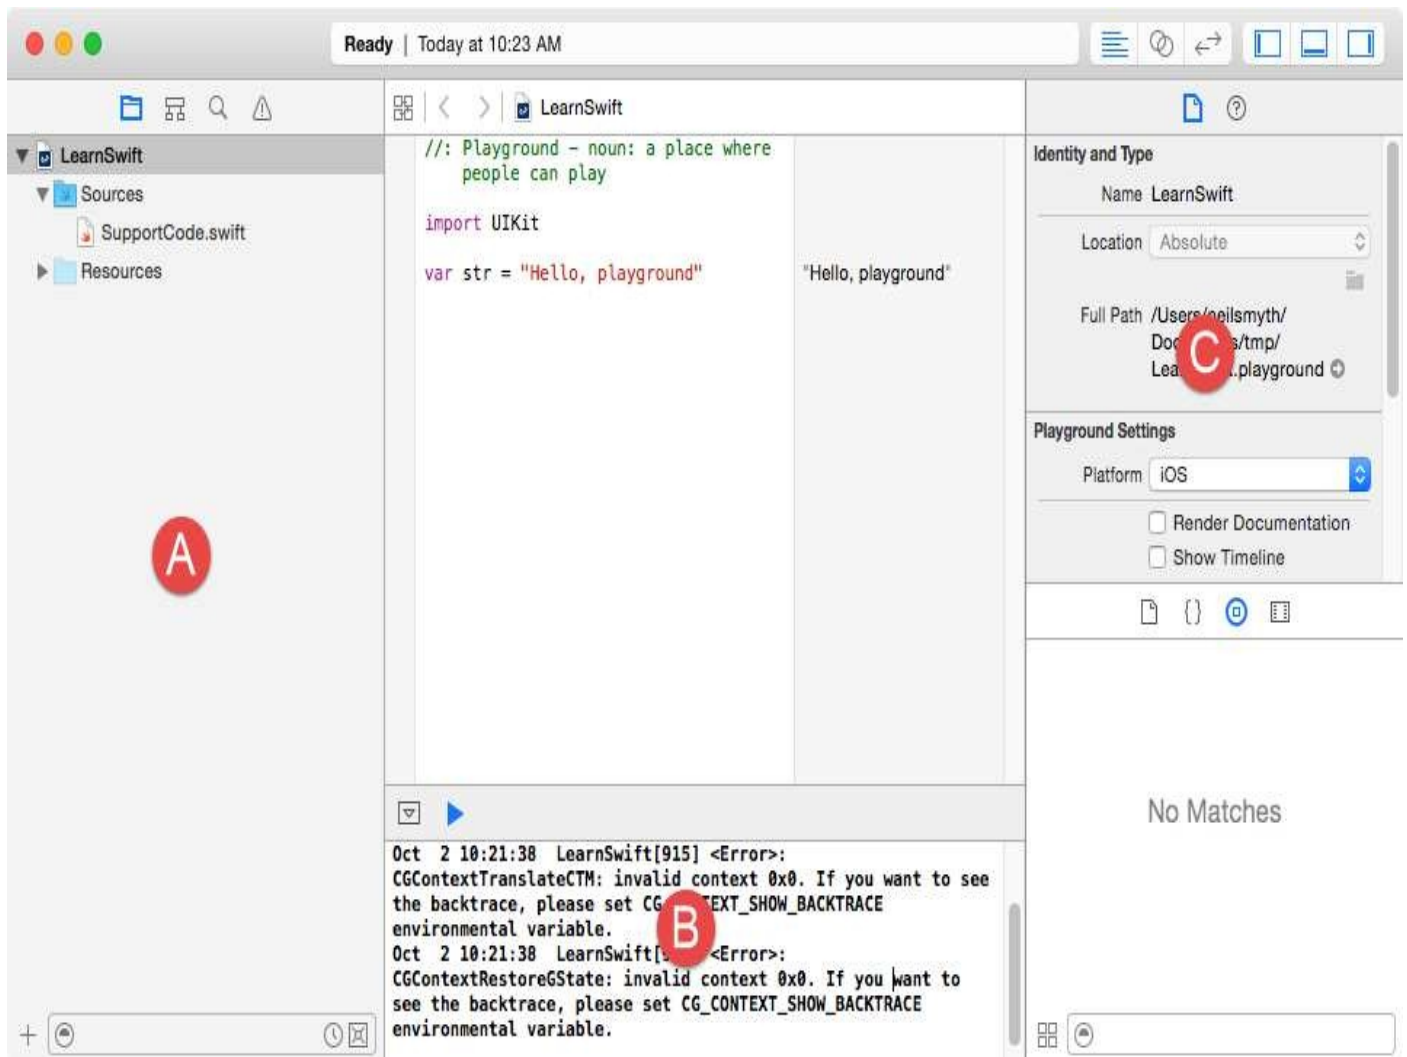 Ready | Today at 10:23 AM
LearnSwift
Sources
SupportCode.swift
Resources
A
LearnSwift
//: Playground – noun: a place where
people can play
import UIKit
var str = "Hello, playground"
"Hello, playground"
Oct  2 10:21:38  LearnSwift[915] <Error>:
CGContextTranslateCTM: invalid context 0x0. If you want to see
the backtrace, please set SHOW_BACKTRACE
environmental variable.
Oct  2 10:21:38  LearnSwift <Error>:
CGContextRestoreGState: invalid context 0x0. If you want to
see the backtrace, please set CG_CONTEXT_SHOW_BACKTRACE
environmental variable.
B
Identity and Type
Name LearnSwift
Location Absolute
Full Path /Users/neilsmyth/
/tmp/
.playground
C
Playground Settings
Platform iOS
Render Documentation
Show Timeline
{}
No Matches